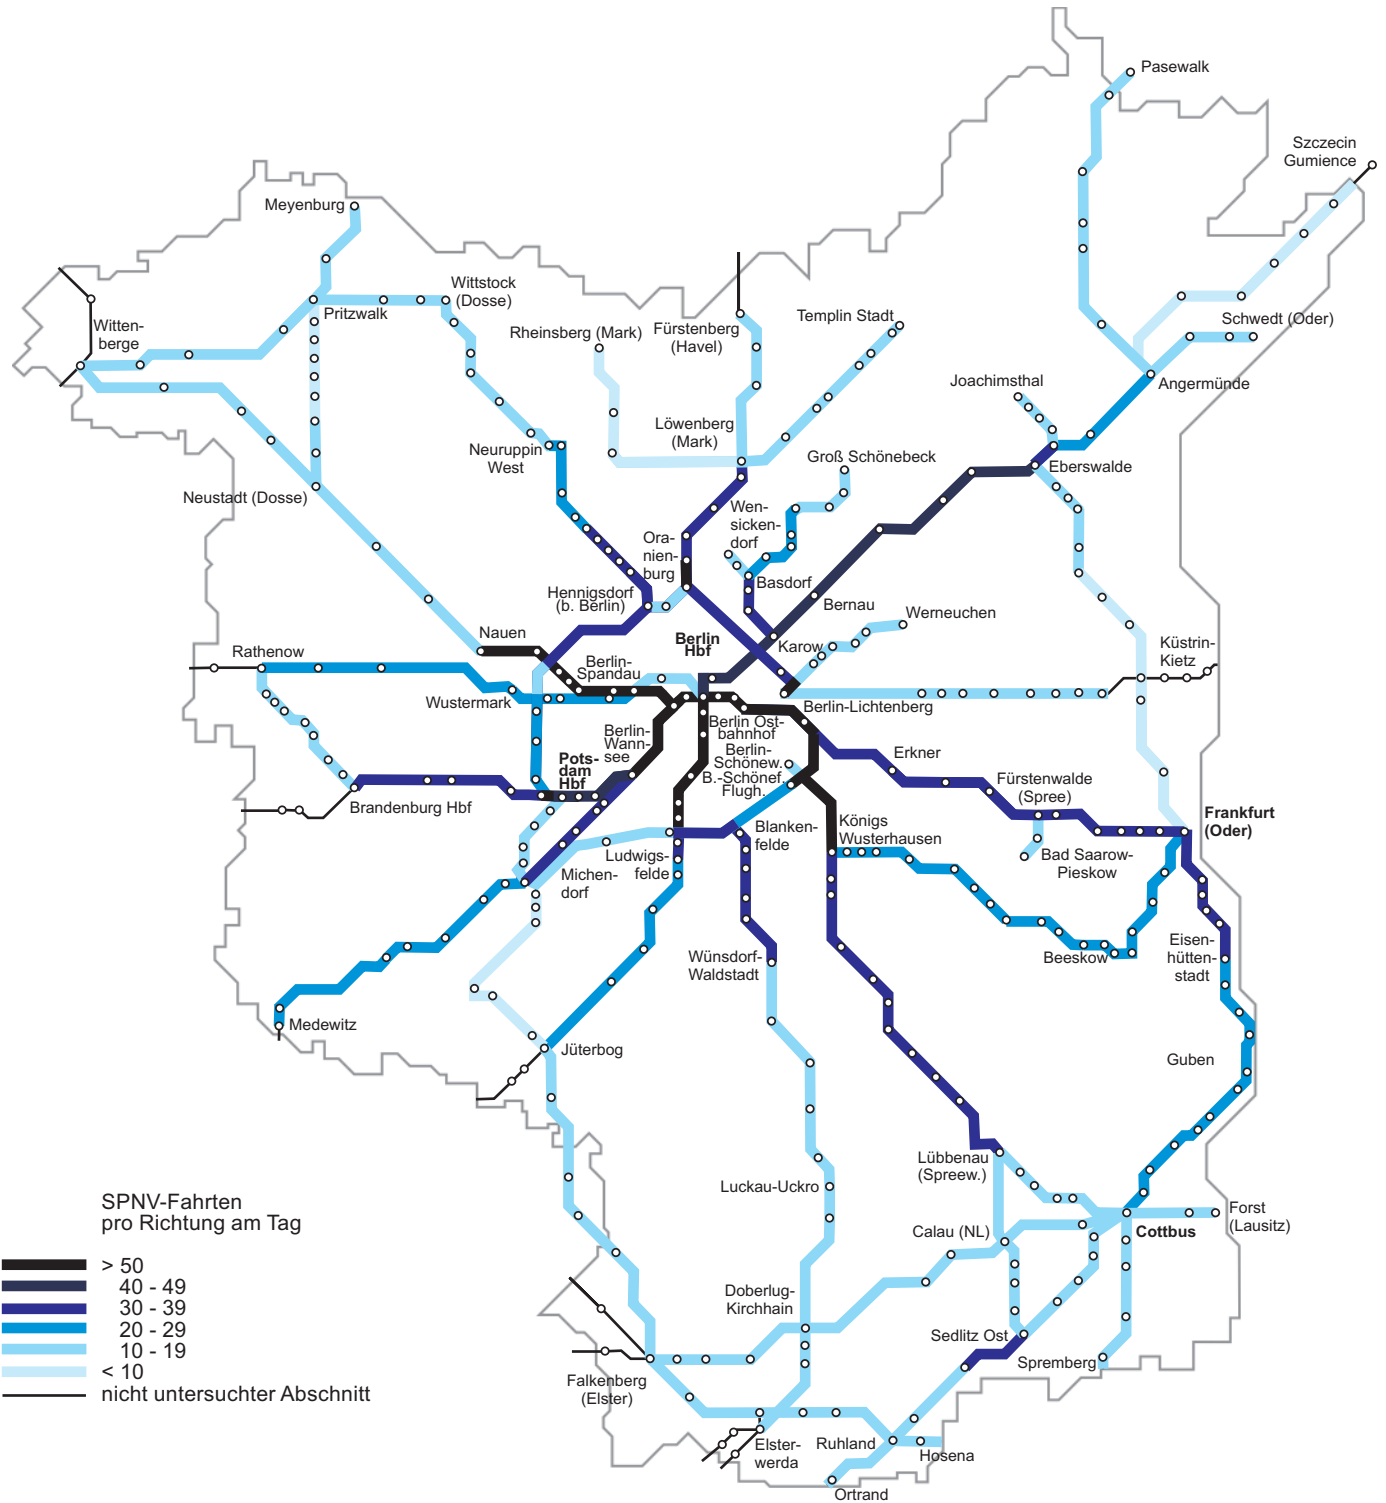 Pasewalk
Szczecin
Gumience
Meyenburg
Wittstock
(Dosse)
Pritzwalk
Witten-
berge
Rheinsberg (Mark)
Fürstenberg
(Havel)
Templin Stadt
Schwedt (Oder)
Angermünde
Joachimsthal
Löwenberg
(Mark)
Neuruppin
West
Groß Schönebeck
Eberswalde
Neustadt (Dosse)
Wen-
sicken-
dorf
Ora-
nien-
burg
Basdorf
Hennigsdorf
(b. Berlin)
Bernau
Werneuchen
Nauen
Berlin
Hbf
Karow
Küstrin-
Kietz
Rathenow
Berlin-
Spandau
Wustermark
Berlin-Lichtenberg
Berlin Ost-
bahnhof
Berlin-
Wann-
see
Berlin-
Schönew.
B.-Schönef.
Flugh.
Erkner
Pots-
dam
Hbf
Fürstenwalde
(Spree)
Brandenburg Hbf
Frankfurt
(Oder)
Königs
Wusterhausen
Blanken-
felde
Ludwigs-
felde
Bad Saarow-
Pieskow
Michen-
dorf
Eisen-
hütten-
stadt
Beeskow
Wünsdorf-
Waldstadt
Medewitz
Jüterbog
Guben
Lübbenau
(Spreew.)
Luckau-Uckro
Forst
(Lausitz)
Calau (NL)
Cottbus
Doberlug-
Kirchhain
Sedlitz Ost
Spremberg
Falkenberg
(Elster)
Elster-
werda
Ruhland
Hosena
Ortrand
SPNV-Fahrten
pro Richtung am Tag
> 50
40 - 49
30 - 39
20 - 29
10 - 19
< 10
nicht untersuchter Abschnitt